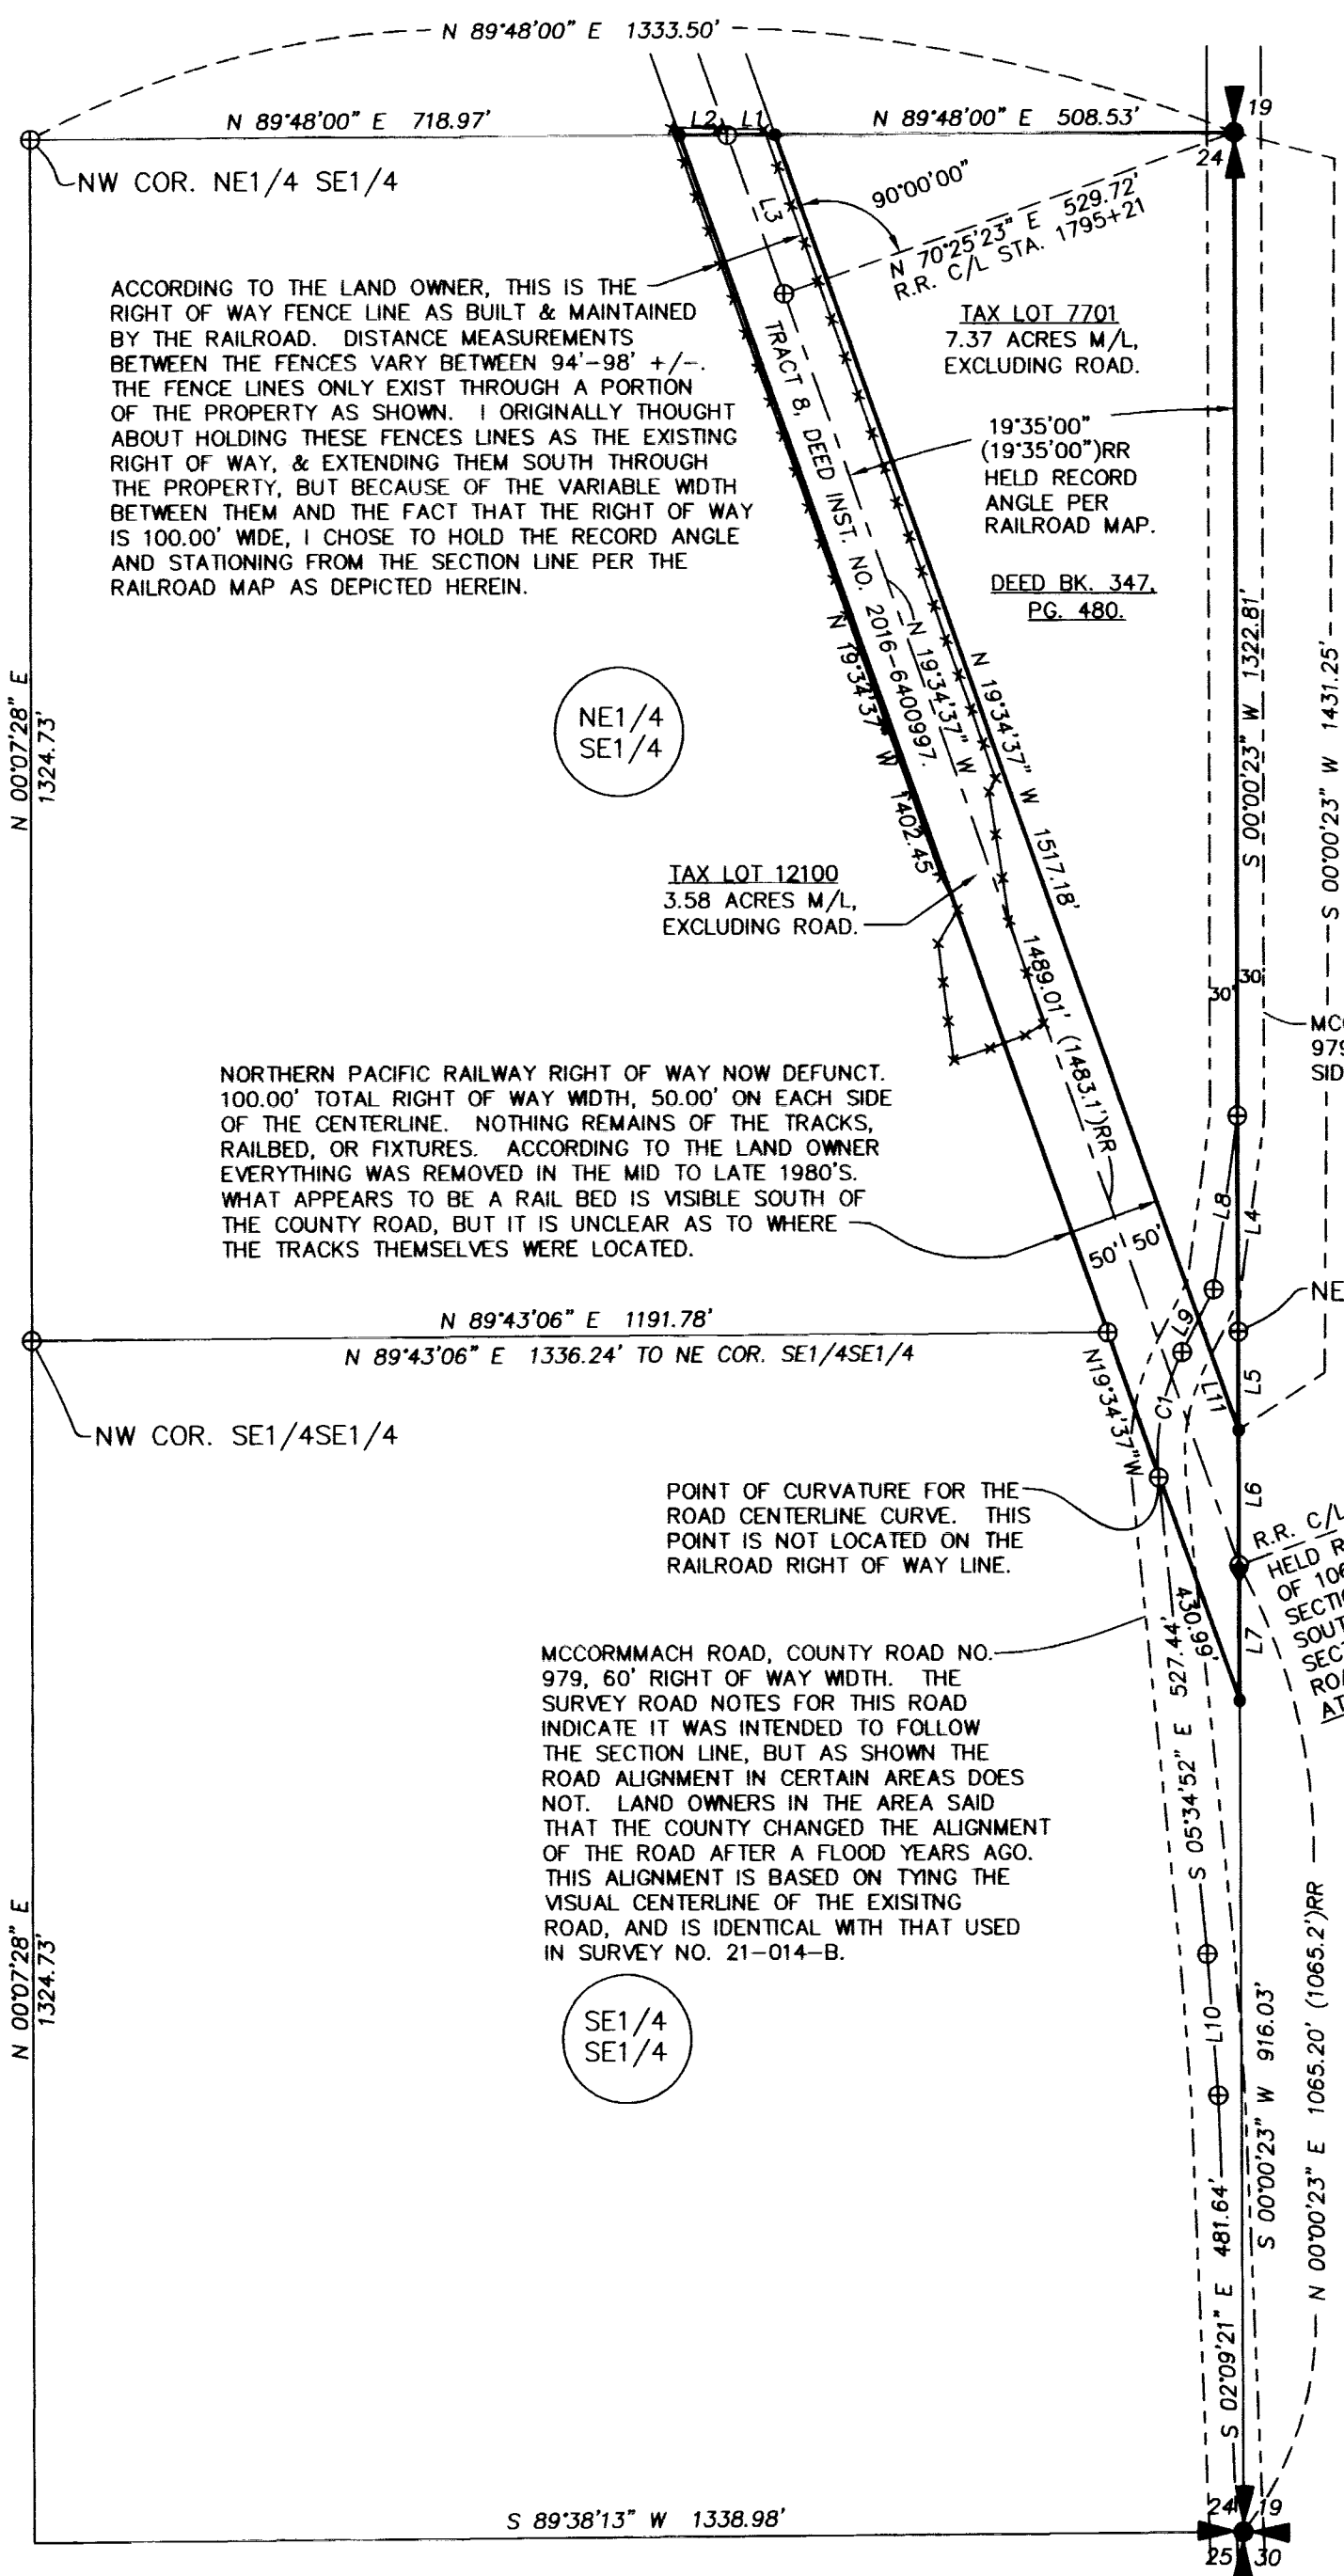 N 89°48'00" E 1333.50'
N 89°48'00" E 718.97'
L2
L1
N 89°48'00" E 508.53'
19
24
NW COR. NE1/4 SE1/4
90°00'00"
L3
N 70°25'23" E 529.72'
R.R. C/L STA. 1795+21
ACCORDING TO THE LAND OWNER, THIS IS THE
RIGHT OF WAY FENCE LINE AS BUILT & MAINTAINED
BY THE RAILROAD. DISTANCE MEASUREMENTS
BETWEEN THE FENCES VARY BETWEEN 94'-98' +/-.
THE FENCE LINES ONLY EXIST THROUGH A PORTION
OF THE PROPERTY AS SHOWN. I ORIGINALLY THOUGHT
ABOUT HOLDING THESE FENCES LINES AS THE EXISTING
RIGHT OF WAY, & EXTENDING THEM SOUTH THROUGH
THE PROPERTY, BUT BECAUSE OF THE VARIABLE WIDTH
BETWEEN THEM AND THE FACT THAT THE RIGHT OF WAY
IS 100.00' WIDE, I CHOSE TO HOLD THE RECORD ANGLE
AND STATIONING FROM THE SECTION LINE PER THE
RAILROAD MAP AS DEPICTED HEREIN.
TAX LOT 7701
7.37 ACRES M/L,
EXCLUDING ROAD.
19°35'00"
(19°35'00")RR
HELD RECORD
ANGLE PER
RAILROAD MAP.
DEED BK. 347,
PG. 480.
TRACT 8, DEED INST. NO. 2016-6400997.
N 19°34'37" W
N 19°34'37" W 1517.18'
N 19°34'37" W 1402.45'
S 00°00'23" W 1322.81'
S 00°00'23" W 1431.25'
N 00°07'28" E
1324.73'
NE1/4
SE1/4
TAX LOT 12100
3.58 ACRES M/L,
EXCLUDING ROAD.
1489.01' (1483.1')RR
30'
30
MC
979
SID
NORTHERN PACIFIC RAILWAY RIGHT OF WAY NOW DEFUNCT.
100.00' TOTAL RIGHT OF WAY WIDTH, 50.00' ON EACH SIDE
OF THE CENTERLINE. NOTHING REMAINS OF THE TRACKS,
RAILBED, OR FIXTURES. ACCORDING TO THE LAND OWNER
EVERYTHING WAS REMOVED IN THE MID TO LATE 1980'S.
WHAT APPEARS TO BE A RAIL BED IS VISIBLE SOUTH OF
THE COUNTY ROAD, BUT IT IS UNCLEAR AS TO WHERE
THE TRACKS THEMSELVES WERE LOCATED.
50' 50'
L8
L4
NE
N 89°43'06" E 1191.78'
N 89°43'06" E 1336.24' TO NE COR. SE1/4SE1/4
L9
C1
L11
L5
NW COR. SE1/4SE1/4
N19°34'37"W
430.99'
POINT OF CURVATURE FOR THE
ROAD CENTERLINE CURVE. THIS
POINT IS NOT LOCATED ON THE
RAILROAD RIGHT OF WAY LINE.
L6
L7
R.R. C/L
HELD R
OF 106
SECTIO
SOUT
SEC
RO
AT
MCCORMMACH ROAD, COUNTY ROAD NO.
979, 60' RIGHT OF WAY WIDTH. THE
SURVEY ROAD NOTES FOR THIS ROAD
INDICATE IT WAS INTENDED TO FOLLOW
THE SECTION LINE, BUT AS SHOWN THE
ROAD ALIGNMENT IN CERTAIN AREAS DOES
NOT. LAND OWNERS IN THE AREA SAID
THAT THE COUNTY CHANGED THE ALIGNMENT
OF THE ROAD AFTER A FLOOD YEARS AGO.
THIS ALIGNMENT IS BASED ON TYING THE
VISUAL CENTERLINE OF THE EXISITNG
ROAD, AND IS IDENTICAL WITH THAT USED
IN SURVEY NO. 21-014-B.
S 05°34'52" E 527.44'
N 00°07'28" E
1324.73'
SE1/4
SE1/4
L10
S 00°00'23" W 916.03'
N 00°00'23" E 1065.20' (1065.2')RR
S 02°09'21" E 481.64'
S 89°38'13" W 1338.98'
24
19
25
30